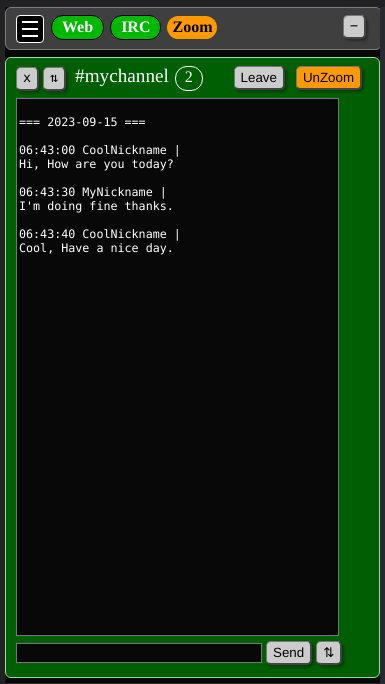 Web IRC Zoom −
X ⇅ #mychannel 2 Leave UnZoom
=== 2023-09-15 ===
06:43:00 CoolNickname |
Hi, How are you today?
06:43:30 MyNickname |
I'm doing fine thanks.
06:43:40 CoolNickname |
Cool, Have a nice day.
Send ⇅